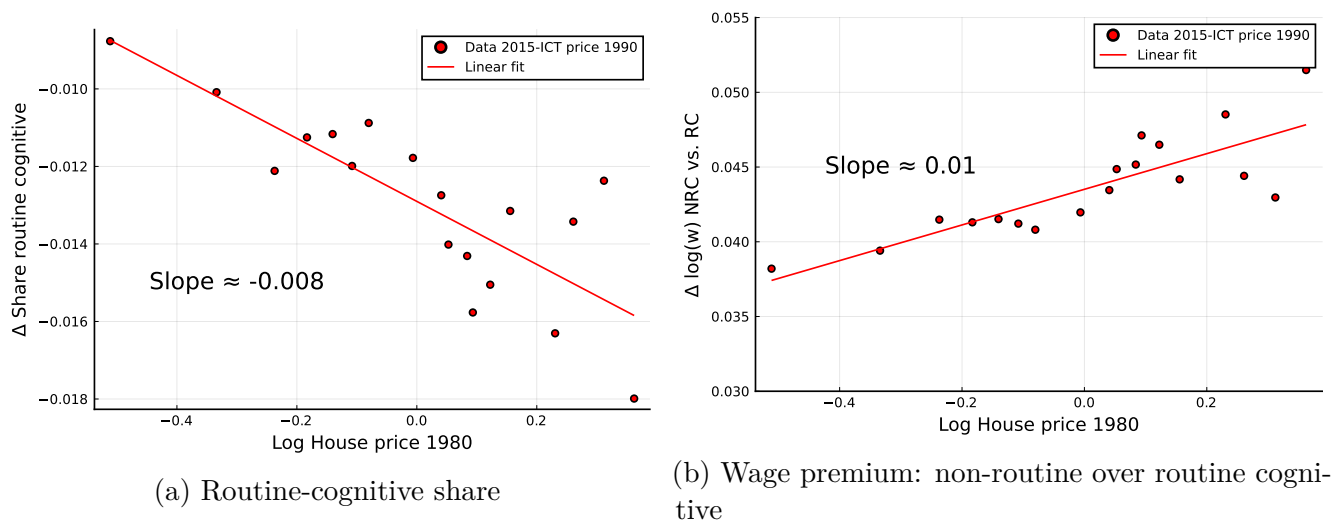 Δ Share routine cognitive
−0.010
−0.012
−0.014
−0.016
−0.018
Data 2015-ICT price 1990
Linear fit
Slope ≈ -0.008
−0.4
−0.2
0.0
0.2
Log House price 1980
(a) Routine-cognitive share
Δ log(w) NRC vs. RC
0.055
0.050
0.045
0.040
0.035
0.030
Data 2015-ICT price 1990
Linear fit
Slope ≈ 0.01
−0.4
−0.2
0.0
0.2
Log House price 1980
(b) Wage premium: non-routine over routine cogni-
tive